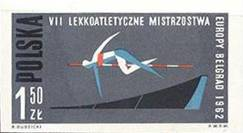 VII LEKKOATLETYCZNE MISTRZOSTWA
EUROPY BELGRAD 1962
POLSKA
1 50
ZŁ